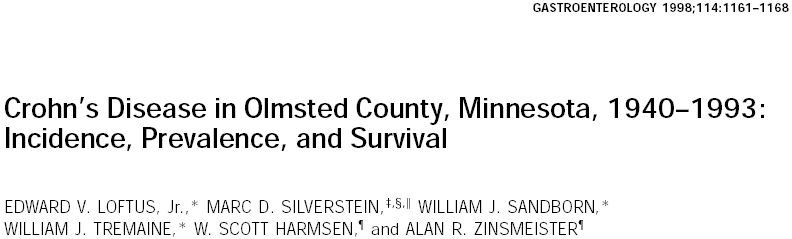 GASTROENTEROLOGY 1998;114:1161–1168
Crohn's Disease in Olmsted County, Minnesota, 1940–1993:
Incidence, Prevalence, and Survival
EDWARD V. LOFTUS, Jr.,* MARC D. SILVERSTEIN,‡,§,‖ WILLIAM J. SANDBORN,*
WILLIAM J. TREMAINE,* W. SCOTT HARMSEN,¶ and ALAN R. ZINSMEISTER¶